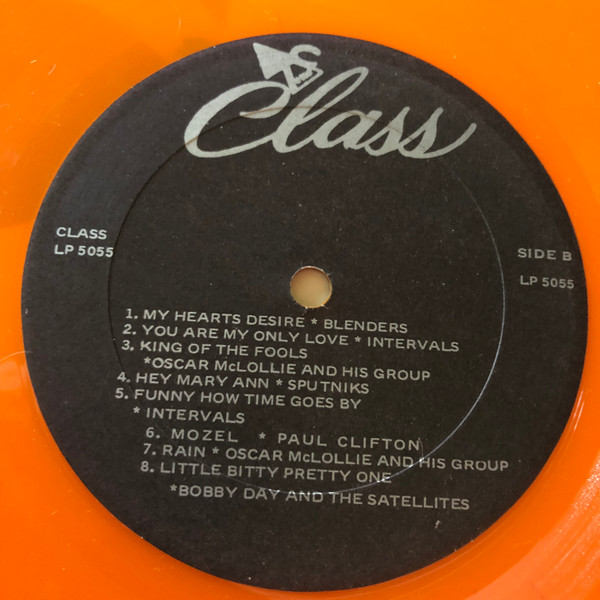 Class
CLASS
LP 5055
SIDE B
LP 5055
1. MY HEARTS DESIRE * BLENDERS
2. YOU ARE MY ONLY LOVE * INTERVALS
3. KING OF THE FOOLS
*OSCAR McLOLLIE AND HIS GROUP
4. HEY MARY ANN * SPUTNIKS
5. FUNNY HOW TIME GOES BY
* INTERVALS
6. MOZEL * PAUL CLIFTON
7. RAIN * OSCAR McLOLLIE AND HIS GROUP
8. LITTLE BITTY PRETTY ONE
*BOBBY DAY AND THE SATELLITES